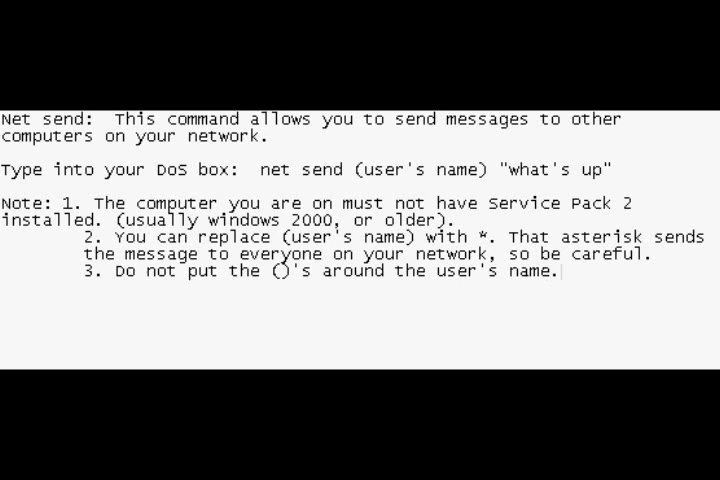 Net send:  This command allows you to send messages to other
computers on your network.
Type into your DoS box:  net send (user's name) "what's up"
Note: 1. The computer you are on must not have Service Pack 2
installed. (usually windows 2000, or older).
2. You can replace (user's name) with *. That asterisk sends
the message to everyone on your network, so be careful.
3. Do not put the ()'s around the user's name.